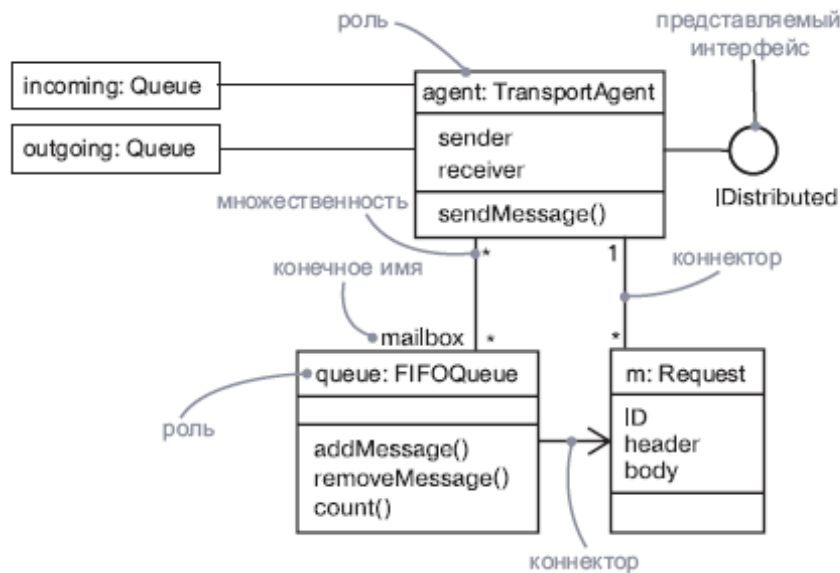 роль
представляемый
интерфейс
incoming: Queue
agent: TransportAgent
outgoing: Queue
sender
receiver
IDistributed
множественность
sendMessage()
*
1
коннектор
конечное имя
mailbox
*
*
queue: FIFOQueue
m: Request
роль
addMessage()
removeMessage()
count()
ID
header
body
коннектор